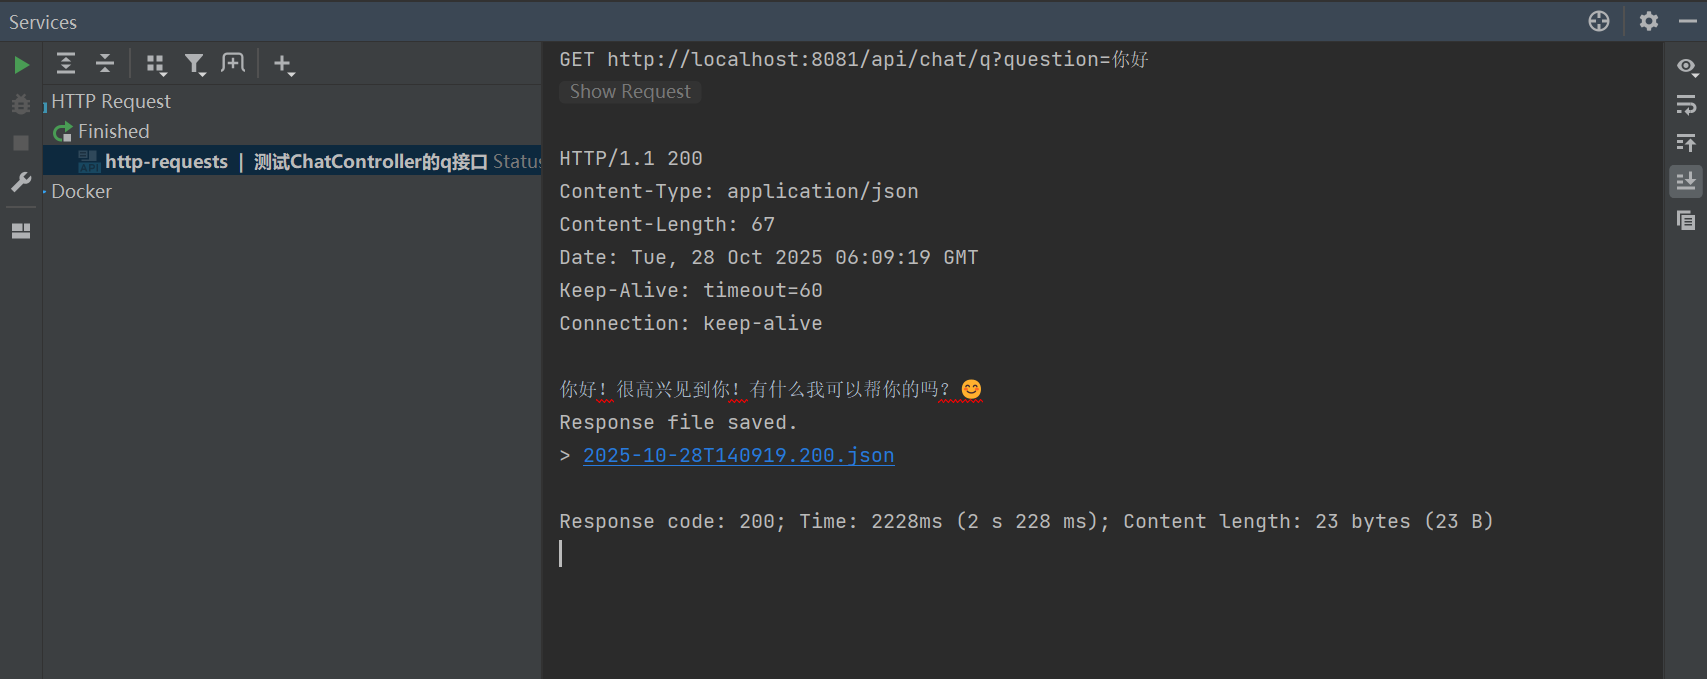 Services
HTTP Request
Finished
http-requests | 测试ChatController的q接口 Status
Docker
GET http://localhost:8081/api/chat/q?question=你好
Show Request
HTTP/1.1 200
Content-Type: application/json
Content-Length: 67
Date: Tue, 28 Oct 2025 06:09:19 GMT
Keep-Alive: timeout=60
Connection: keep-alive
你好！很高兴见到你！有什么我可以帮你的吗？😊
Response file saved.
> 2025-10-28T140919.200.json
Response code: 200; Time: 2228ms (2 s 228 ms); Content length: 23 bytes (23 B)